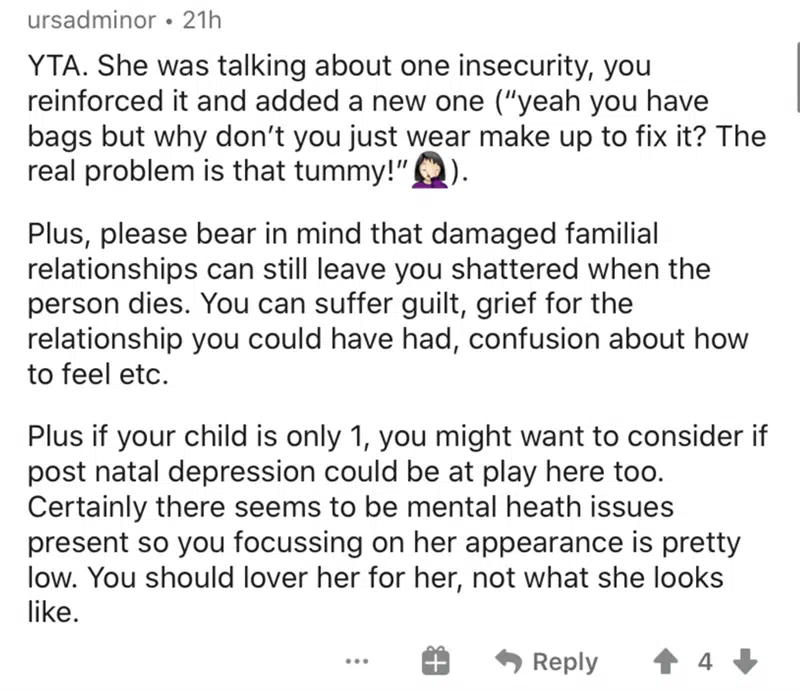 ursadminor • 21h
YTA. She was talking about one insecurity, you
reinforced it and added a new one (“yeah you have
bags but why don’t you just wear make up to fix it? The
real problem is that tummy!”🤦🏻‍♀️).
Plus, please bear in mind that damaged familial
relationships can still leave you shattered when the
person dies. You can suffer guilt, grief for the
relationship you could have had, confusion about how
to feel etc.
Plus if your child is only 1, you might want to consider if
post natal depression could be at play here too.
Certainly there seems to be mental heath issues
present so you focussing on her appearance is pretty
low. You should lover her for her, not what she looks
like.
... Reply 4